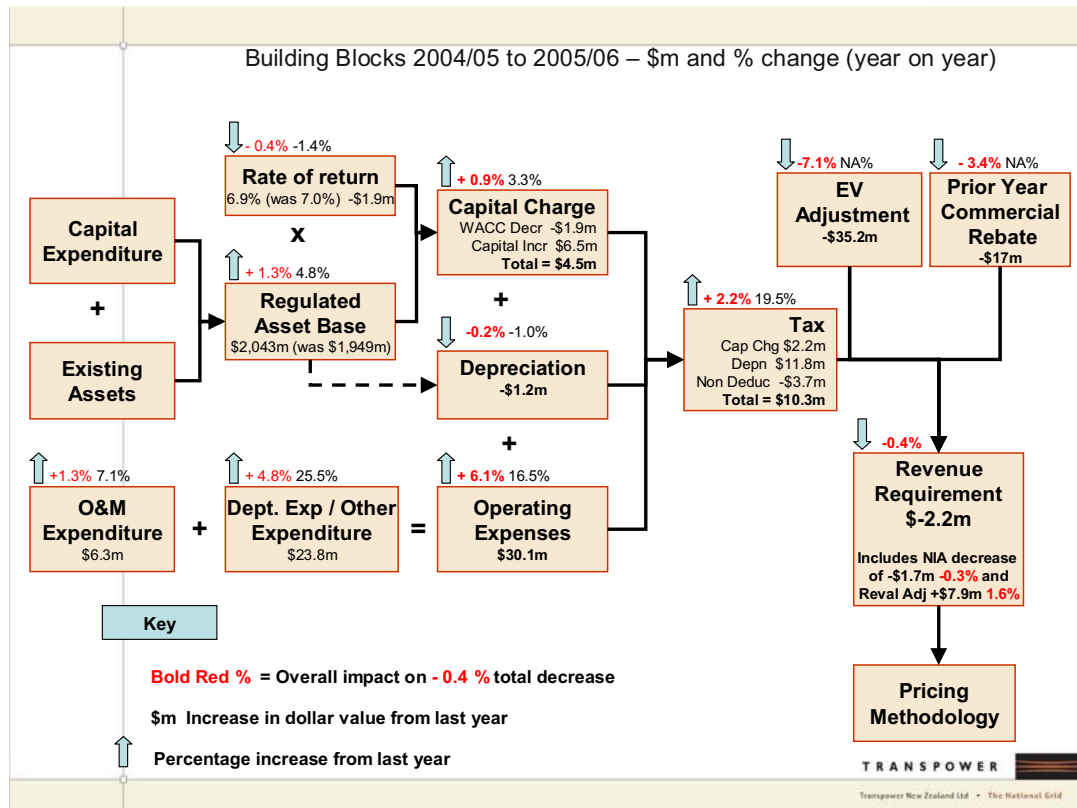 Building Blocks 2004/05 to 2005/06 – $m and % change (year on year)
- 0.4% -1.4%
Rate of return
6.9% (was 7.0%) -$1.9m
x
+ 1.3% 4.8%
Regulated
Asset Base
$2,043m (was $1,949m)
Capital
Expenditure
+
Existing
Assets
+ 0.9% 3.3%
Capital Charge
WACC Decr -$1.9m
Capital Incr $6.5m
Total = $4.5m
+
-0.2% -1.0%
Depreciation
-$1.2m
+
+1.3% 7.1%
O&M
Expenditure
$6.3m
+
+ 4.8% 25.5%
Dept. Exp / Other
Expenditure
$23.8m
=
+ 6.1% 16.5%
Operating
Expenses
$30.1m
+ 2.2% 19.5%
Tax
Cap Chg $2.2m
Depn $11.8m
Non Deduc -$3.7m
Total = $10.3m
-7.1% NA%
EV
Adjustment
-$35.2m
- 3.4% NA%
Prior Year
Commercial
Rebate
-$17m
-0.4%
Revenue
Requirement
$-2.2m
Includes NIA decrease
of -$1.7m -0.3% and
Reval Adj +$7.9m 1.6%
Pricing
Methodology
Key
Bold Red % = Overall impact on - 0.4 % total decrease
$m Increase in dollar value from last year
Percentage increase from last year
TRANSPOWER
Transpower New Zealand Ltd • The National Grid